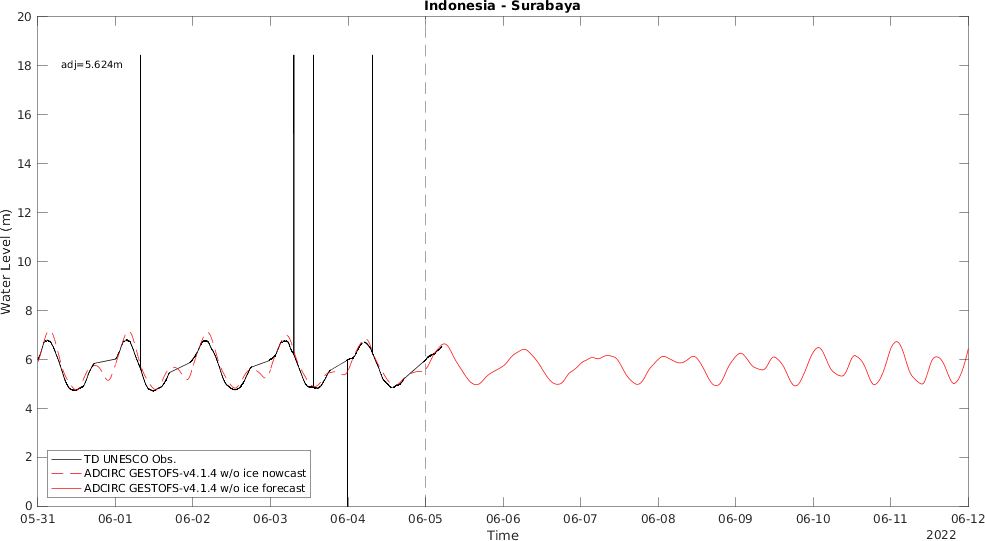 Indonesia - Surabaya
20
18
16
14
12
10
8
6
4
2
0
Water Level (m)
adj=5.624m
TD UNESCO Obs.
ADCIRC GESTOFS-v4.1.4 w/o ice nowcast
ADCIRC GESTOFS-v4.1.4 w/o ice forecast
05-31 06-01 06-02 06-03 06-04 06-05 06-06 06-07 06-08 06-09 06-10 06-11 06-12
Time
2022